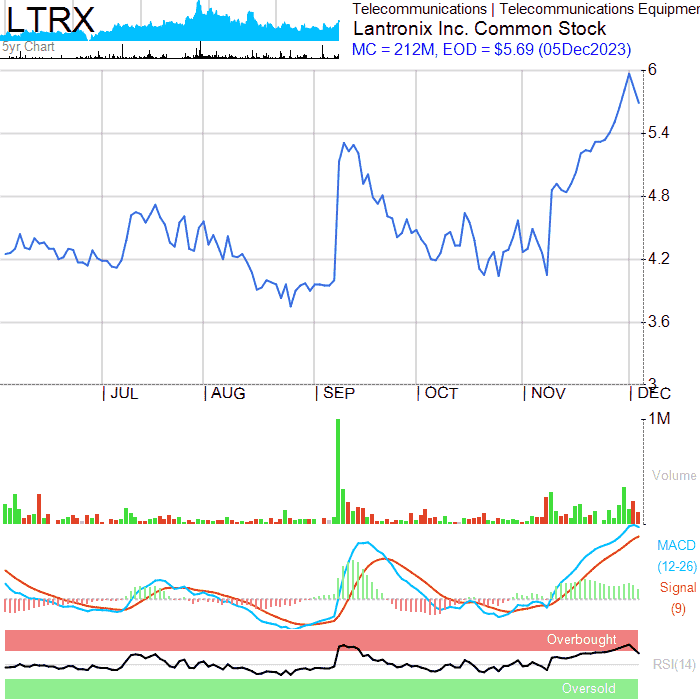 LTRX
5yr Chart
Telecommunications | Telecommunications Equipmen
Lantronix Inc. Common Stock
MC = 212M, EOD = $5.69 (05Dec2023)
6
5.4
4.8
4.2
3.6
3
| JUL | AUG | SEP | OCT | NOV | DEC
1M
Volume
MACD
(12-26)
Signal
(9)
Overbought
RSI(14)
Oversold